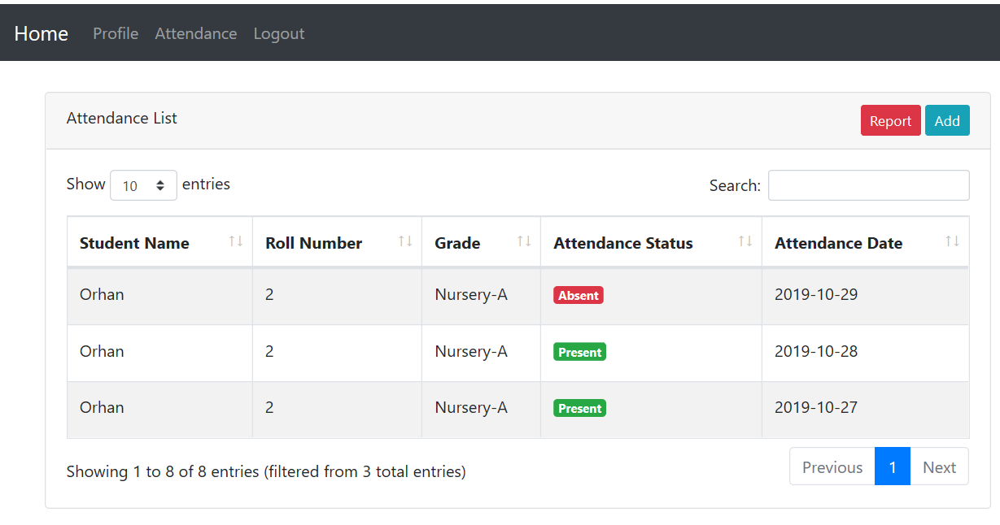 Home Profile Attendance Logout
Attendance List Report Add
Show 10 entries Search:
Student Name Roll Number Grade Attendance Status Attendance Date
Orhan 2 Nursery-A Absent 2019-10-29
Orhan 2 Nursery-A Present 2019-10-28
Orhan 2 Nursery-A Present 2019-10-27
Showing 1 to 8 of 8 entries (filtered from 3 total entries) Previous 1 Next